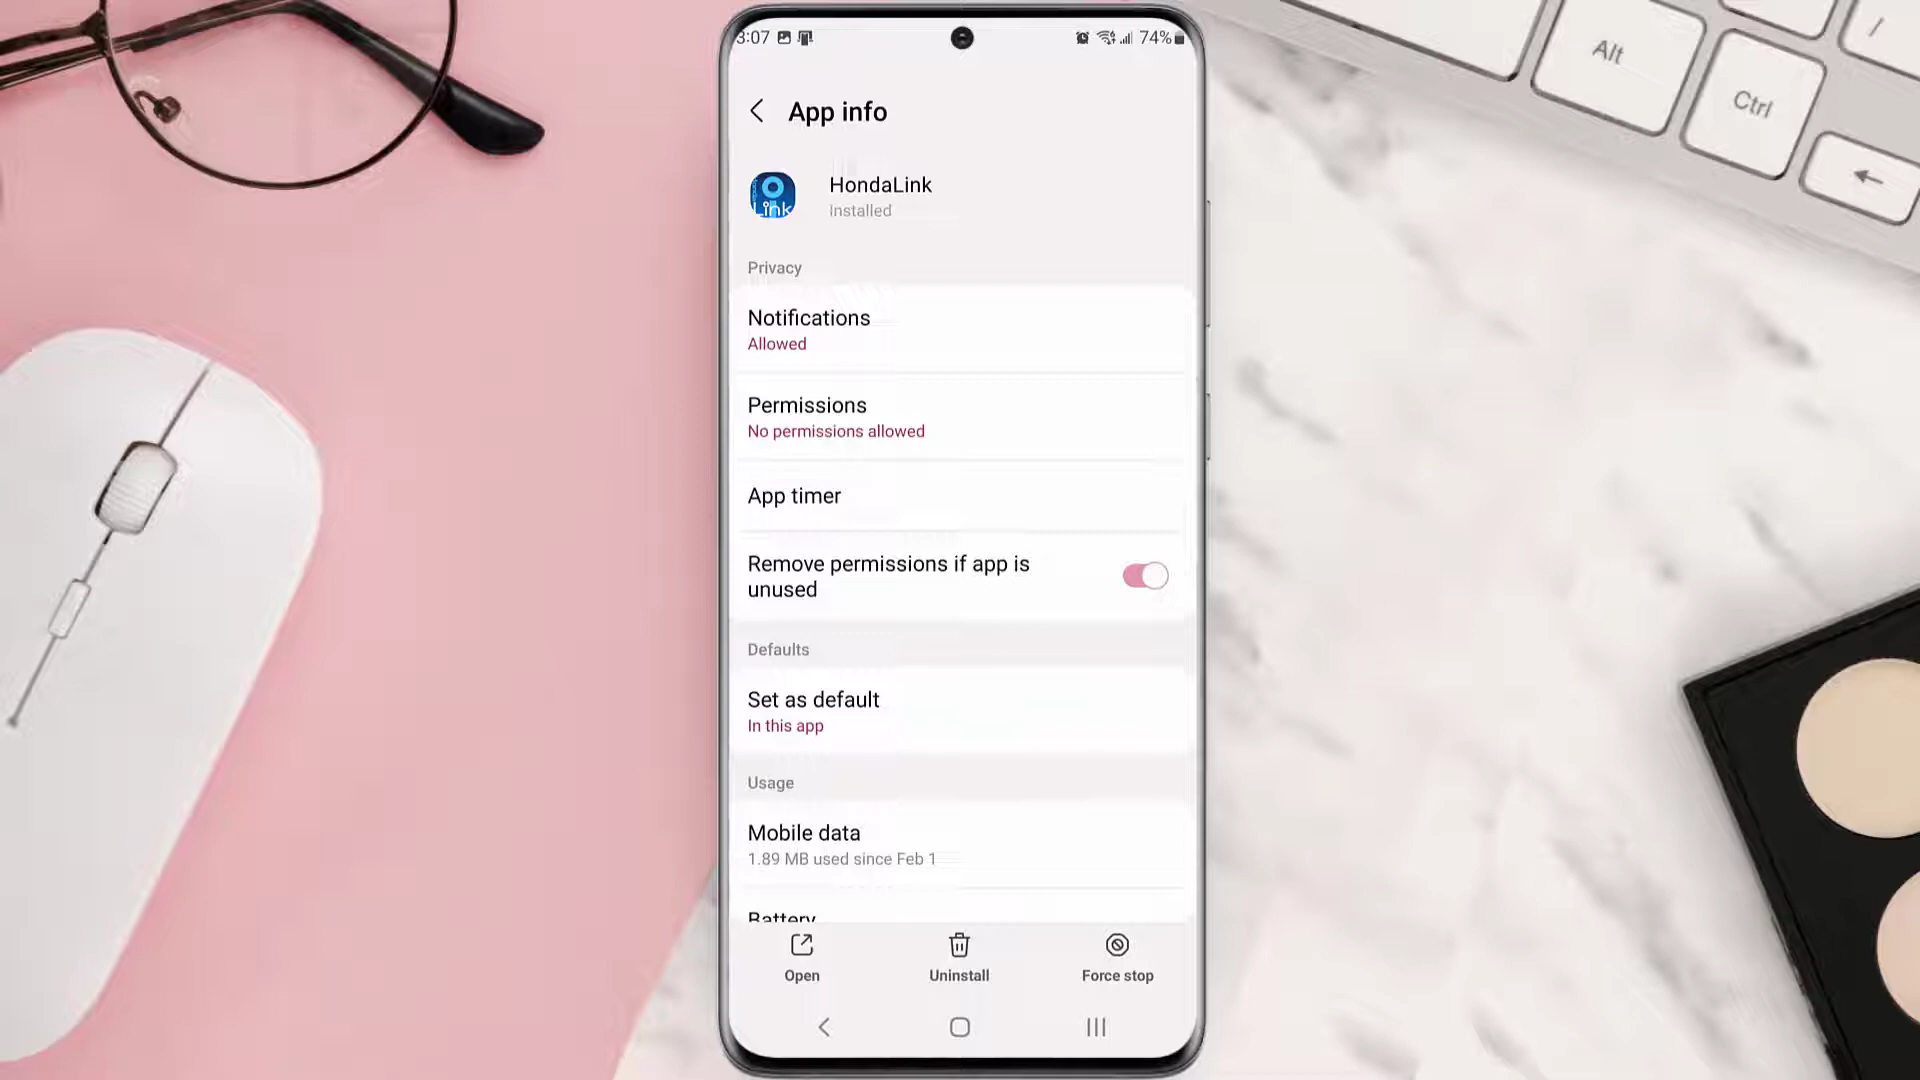 Alt
/
Ctrl
3:07
74%
App info
Link
HondaLink
Installed
Privacy
Notifications
Allowed
Permissions
No permissions allowed
App timer
Remove permissions if app is
unused
Defaults
Set as default
In this app
Usage
Mobile data
1.89 MB used since Feb 1
Battery
Open
Uninstall
Force stop